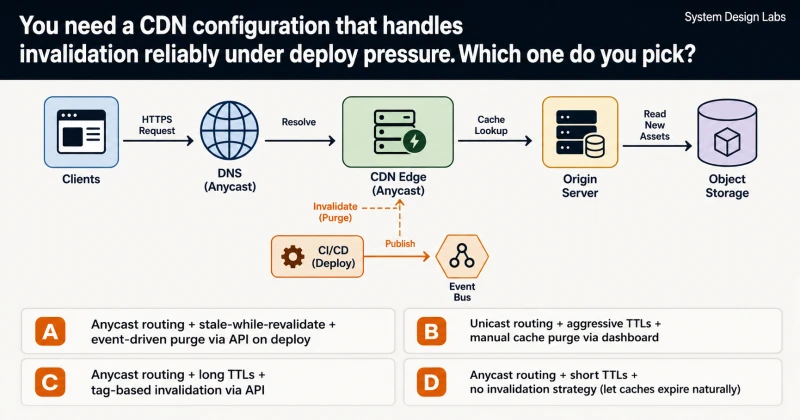 System Design Labs
You need a CDN configuration that handles
invalidation reliably under deploy pressure. Which one do you pick?
HTTPS
Request
Resolve
Cache
Lookup
Read
New
Assets
Clients
DNS
(Anycast)
CDN Edge
(Anycast)
Origin
Server
Object
Storage
Invalidate
(Purge)
Publish
CI/CD
(Deploy)
Event
Bus
A
Anycast routing + stale-while-revalidate +
event-driven purge via API on deploy
B
Unicast routing + aggressive TTLs +
manual cache purge via dashboard
C
Anycast routing + long TTLs +
tag-based invalidation via API
D
Anycast routing + short TTLs +
no invalidation strategy (let caches expire naturally)